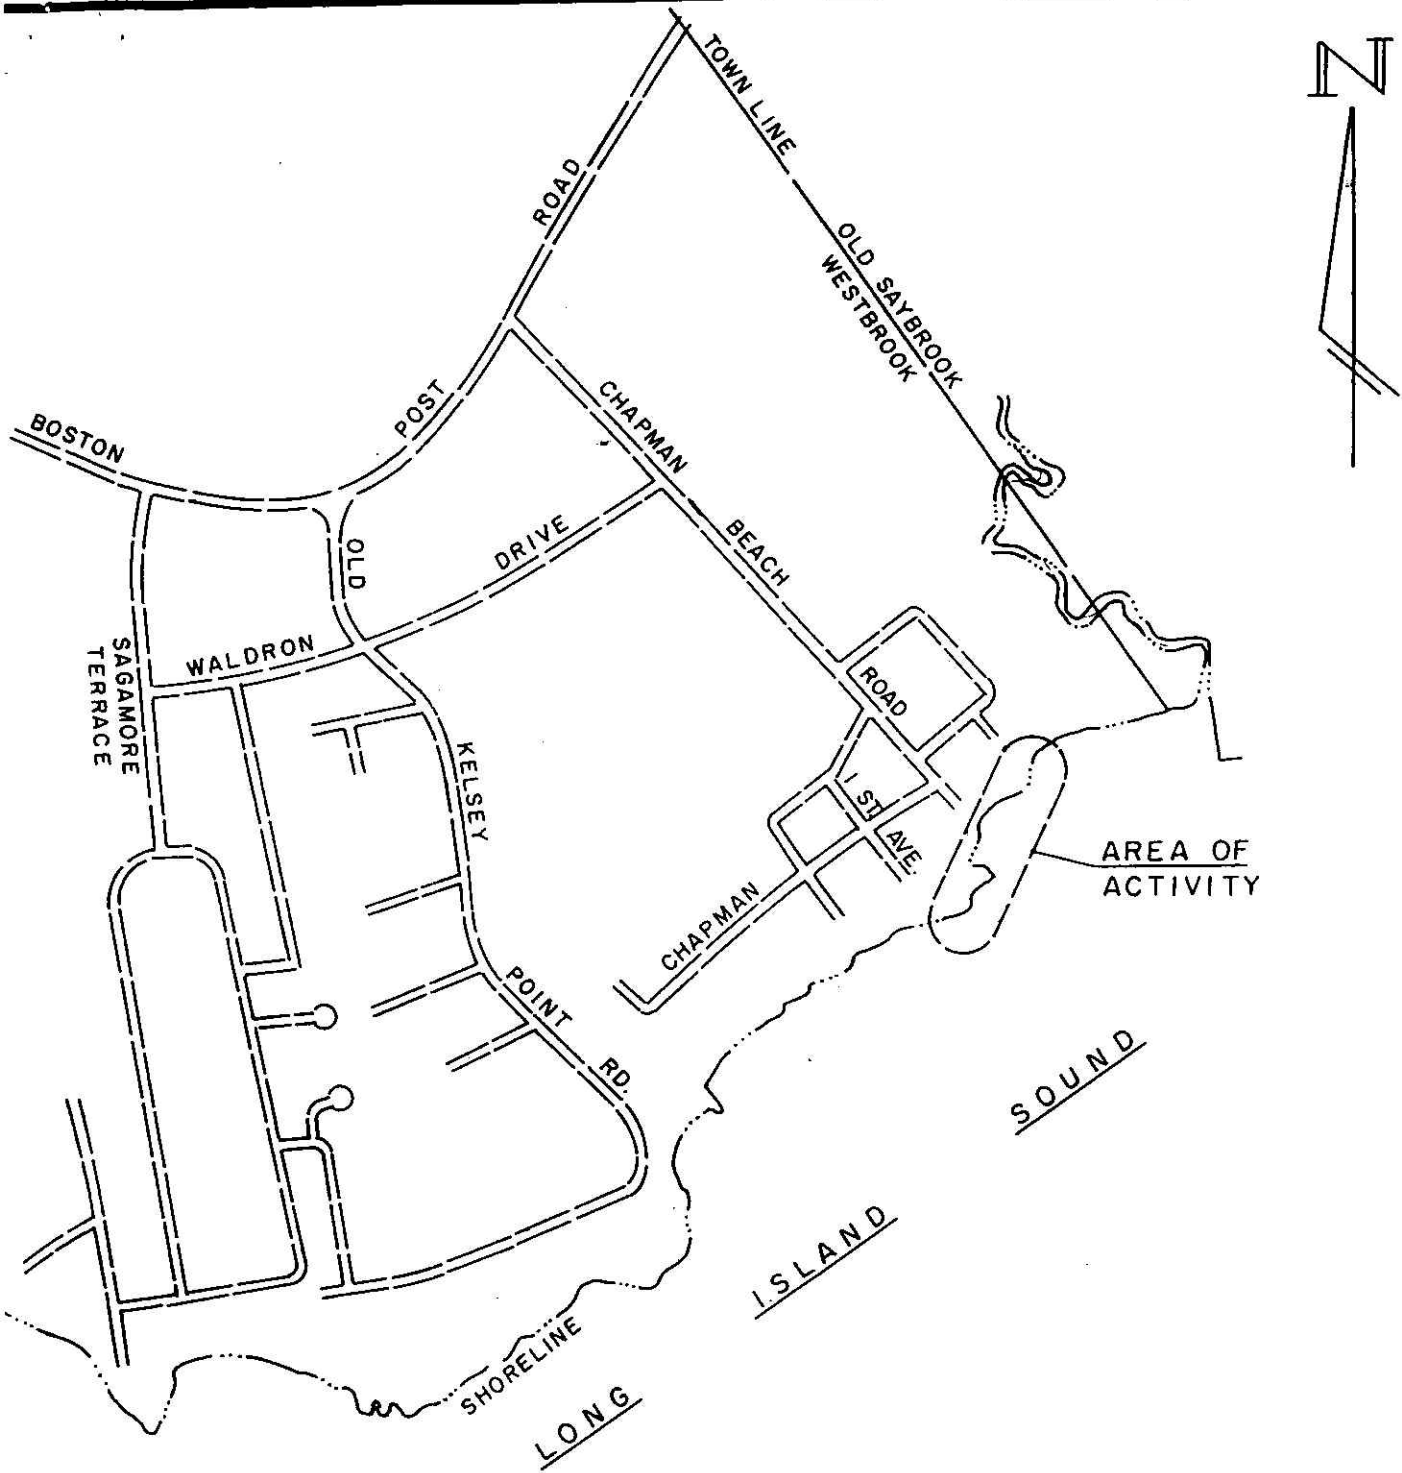 N
TOWN LINE
OLD SAYBROOK
WESTBROOK
BOSTON POST ROAD
CHAPMAN BEACH ROAD
WALDRON DRIVE
SAGAMORE
TERRACE
OLD KELSEY POINT RD.
1 ST. AVE.
CHAPMAN
AREA OF
ACTIVITY
SHORELINE
LONG ISLAND SOUND